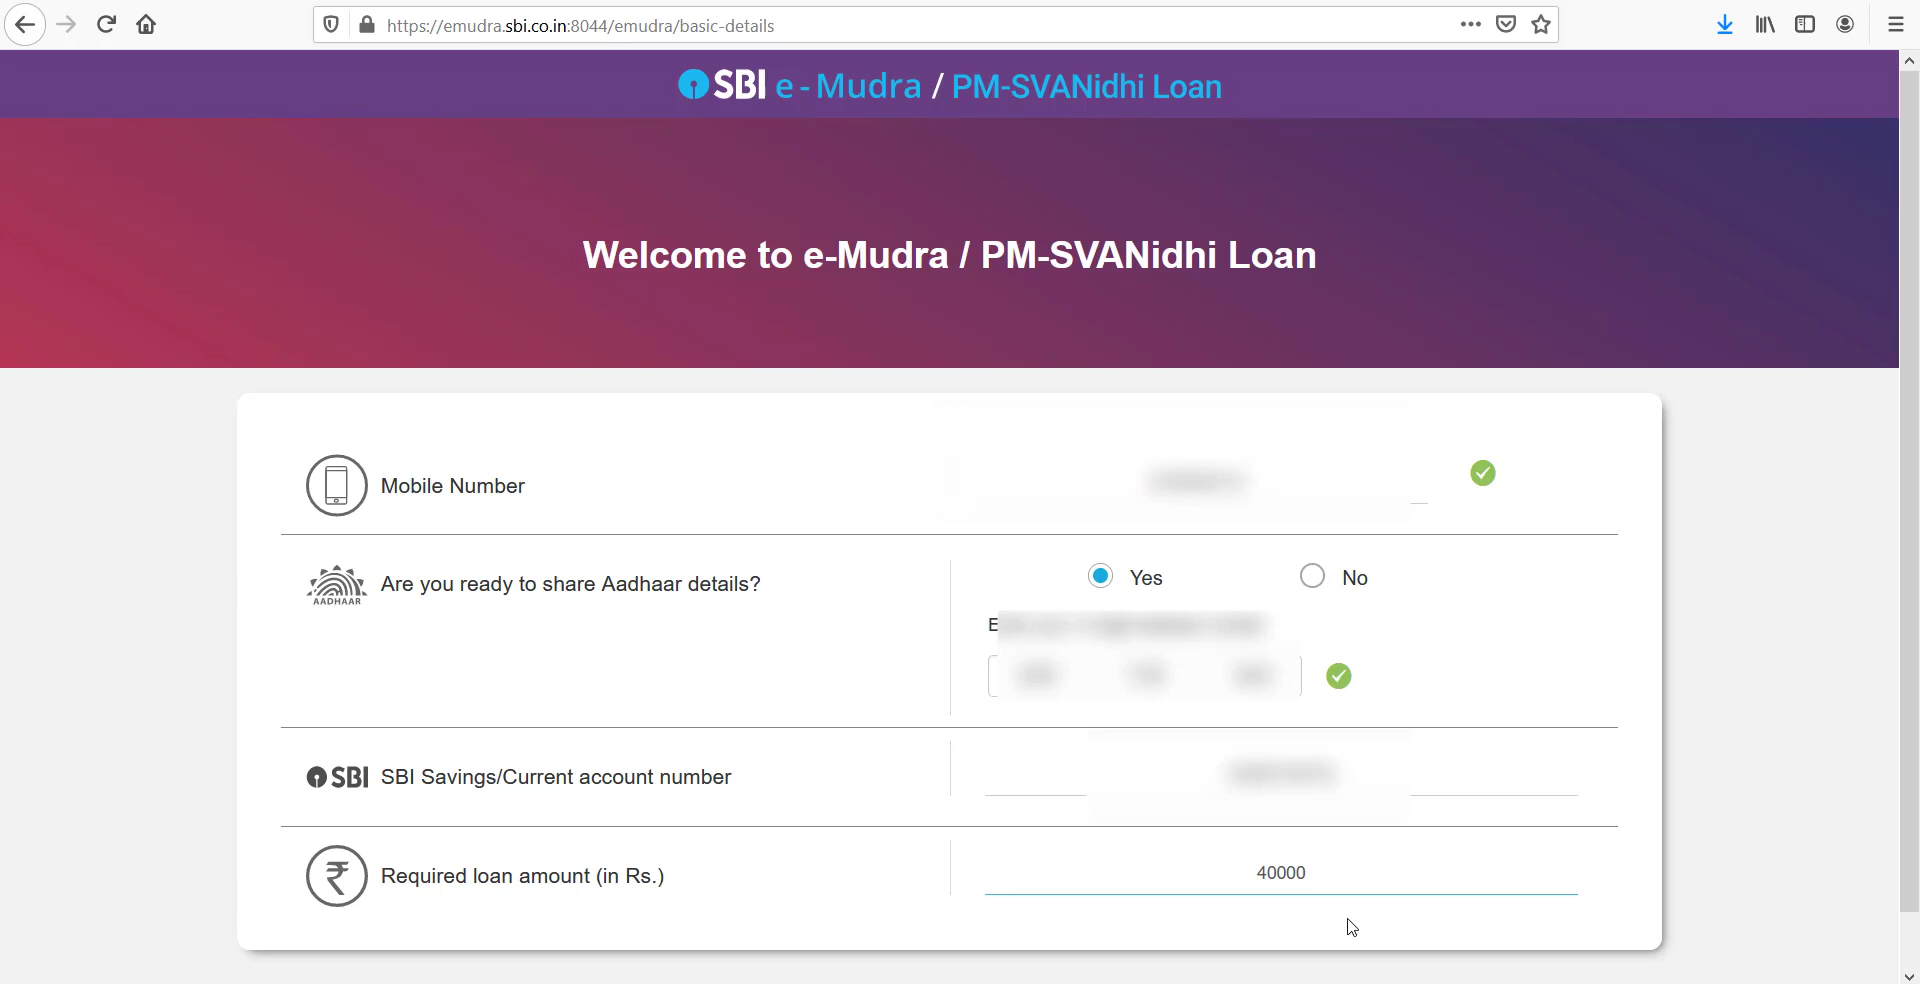 https://emudra.sbi.co.in:8044/emudra/basic-details
SBI e-Mudra / PM-SVANidhi Loan
Welcome to e-Mudra / PM-SVANidhi Loan
Mobile Number
AADHAAR Are you ready to share Aadhaar details?
Yes No
SBI SBI Savings/Current account number
₹ Required loan amount (in Rs.)
40000